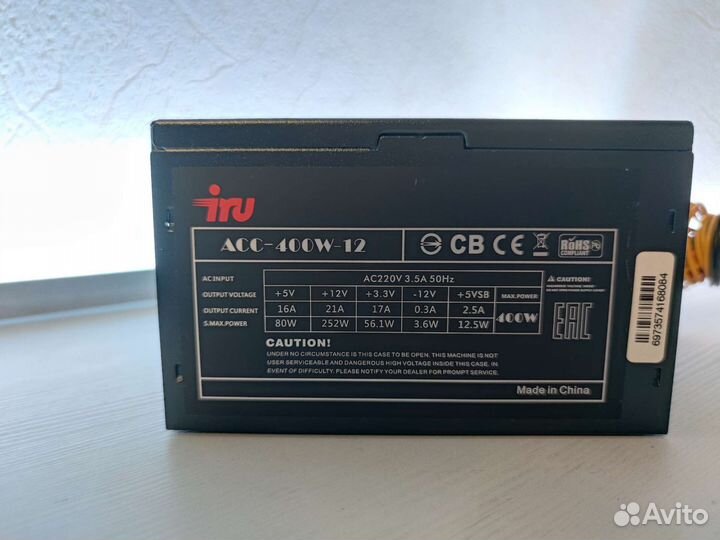 iru
ACC-400W-12
CB CE RoHS COMPLIANT
AC INPUT AC220V 3.5A 50Hz
OUTPUT VOLTAGE +5V +12V +3.3V -12V +5VSB MAX.POWER
OUTPUT CURRENT 16A 21A 17A 0.3A 2.5A 400W
S.MAX.POWER 80W 252W 56.1W 3.6W 12.5W
CAUTION!
EAC
CAUTION!
UNDER NO CIRCUMSTANCE IS THIS CASE TO BE OPEN. THIS MACHINE IS NOT
USER SERVICEABLE AND DANGEROUS HIGH VOLTAGE INSIDE THIS CASE, IN
EVENT OF DIFFICULTY. PLEASE NOTIFY YOUR DEALER FOR PROMPT SERVICE.
Made in China
6973574168084
Avito